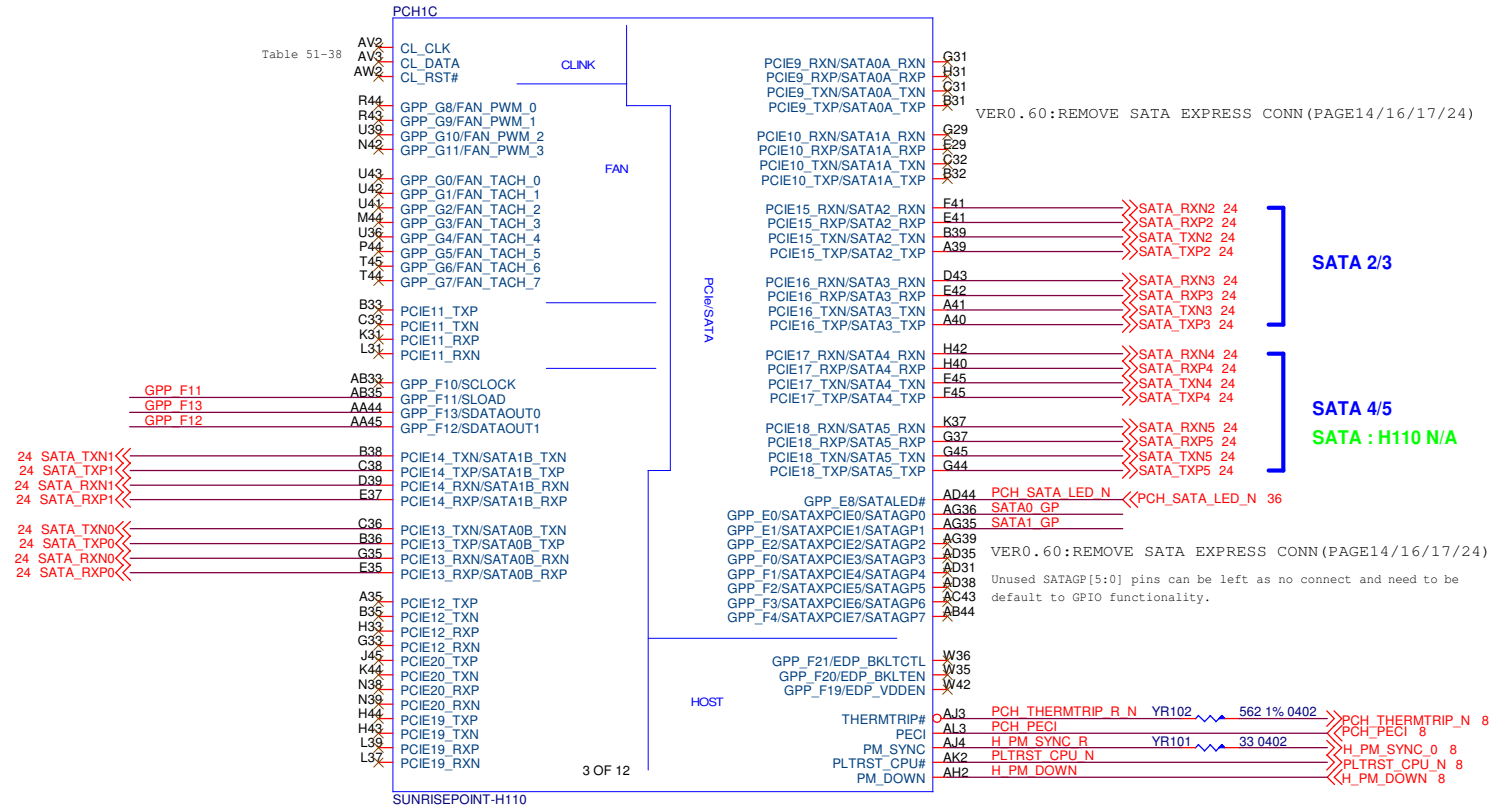 PCH1C
Table 51-38
AV2 CL_CLK
AV3 CL_DATA
AW2 CL_RST#
CLINK
R44 GPP_G8/FAN_PWM_0
R43 GPP_G9/FAN_PWM_1
U39 GPP_G10/FAN_PWM_2
N42 GPP_G11/FAN_PWM_3
FAN
U43 GPP_G0/FAN_TACH_0
U42 GPP_G1/FAN_TACH_1
U41 GPP_G2/FAN_TACH_2
M44 GPP_G3/FAN_TACH_3
U36 GPP_G4/FAN_TACH_4
P44 GPP_G5/FAN_TACH_5
T45 GPP_G6/FAN_TACH_6
T44 GPP_G7/FAN_TACH_7
B33 PCIE11_TXP
C33 PCIE11_TXN
K31 PCIE11_RXP
L31 PCIE11_RXN
AB33 GPP_F10/SCLOCK
GPP_F11 AB35 GPP_F11/SLOAD
GPP_F13 AA44 GPP_F13/SDATAOUT0
GPP_F12 AA45 GPP_F12/SDATAOUT1
24 SATA_TXN1 B38 PCIE14_TXN/SATA1B_TXN
24 SATA_TXP1 C38 PCIE14_TXP/SATA1B_TXP
24 SATA_RXN1 D39 PCIE14_RXN/SATA1B_RXN
24 SATA_RXP1 E37 PCIE14_RXP/SATA1B_RXP
24 SATA_TXN0 C36 PCIE13_TXN/SATA0B_TXN
24 SATA_TXP0 B36 PCIE13_TXP/SATA0B_TXP
24 SATA_RXN0 G35 PCIE13_RXN/SATA0B_RXN
24 SATA_RXP0 E35 PCIE13_RXP/SATA0B_RXP
A35 PCIE12_TXP
B35 PCIE12_TXN
H33 PCIE12_RXP
G33 PCIE12_RXN
J45 PCIE20_TXP
K44 PCIE20_TXN
N38 PCIE20_RXP
N39 PCIE20_RXN
H44 PCIE19_TXP
H43 PCIE19_TXN
L39 PCIE19_RXP
L37 PCIE19_RXN
PCIe/SATA
HOST
3 OF 12
SUNRISEPOINT-H110
PCIE9_RXN/SATA0A_RXN G31
PCIE9_RXP/SATA0A_RXP H31
PCIE9_TXN/SATA0A_TXN C31
PCIE9_TXP/SATA0A_TXP B31
VER0.60:REMOVE SATA EXPRESS CONN(PAGE14/16/17/24)
PCIE10_RXN/SATA1A_RXN G29
PCIE10_RXP/SATA1A_RXP E29
PCIE10_TXN/SATA1A_TXN C32
PCIE10_TXP/SATA1A_TXP B32
PCIE15_RXN/SATA2_RXN F41 SATA_RXN2 24
PCIE15_RXP/SATA2_RXP E41 SATA_RXP2 24
PCIE15_TXN/SATA2_TXN B39 SATA_TXN2 24
PCIE15_TXP/SATA2_TXP A39 SATA_TXP2 24
SATA 2/3
PCIE16_RXN/SATA3_RXN D43 SATA_RXN3 24
PCIE16_RXP/SATA3_RXP E42 SATA_RXP3 24
PCIE16_TXN/SATA3_TXN A41 SATA_TXN3 24
PCIE16_TXP/SATA3_TXP A40 SATA_TXP3 24
PCIE17_RXN/SATA4_RXN H42 SATA_RXN4 24
PCIE17_RXP/SATA4_RXP H40 SATA_RXP4 24
PCIE17_TXN/SATA4_TXN E45 SATA_TXN4 24
PCIE17_TXP/SATA4_TXP F45 SATA_TXP4 24
SATA 4/5
SATA : H110 N/A
PCIE18_RXN/SATA5_RXN K37 SATA_RXN5 24
PCIE18_RXP/SATA5_RXP G37 SATA_RXP5 24
PCIE18_TXN/SATA5_TXN G45 SATA_TXN5 24
PCIE18_TXP/SATA5_TXP G44 SATA_TXP5 24
GPP_E8/SATALED# AD44 PCH_SATA_LED_N PCH_SATA_LED_N 36
GPP_E0/SATAXPCIE0/SATAGP0 AG36 SATA0_GP
GPP_E1/SATAXPCIE1/SATAGP1 AG35 SATA1_GP
GPP_E2/SATAXPCIE2/SATAGP2 AG39
GPP_F0/SATAXPCIE3/SATAGP3 AD35
GPP_F1/SATAXPCIE4/SATAGP4 AD31
GPP_F2/SATAXPCIE5/SATAGP5 AD38
GPP_F3/SATAXPCIE6/SATAGP6 AC43
GPP_F4/SATAXPCIE7/SATAGP7 AB44
VER0.60:REMOVE SATA EXPRESS CONN(PAGE14/16/17/24)
Unused SATAGP[5:0] pins can be left as no connect and need to be
default to GPIO functionality.
GPP_F21/EDP_BKLTCTL W36
GPP_F20/EDP_BKLTEN W35
GPP_F19/EDP_VDDEN W42
THERMTRIP# AJ3 PCH_THERMTRIP_R_N YR102 562 1% 0402 PCH_THERMTRIP_N 8
PECI AL3 PCH_PECI PCH_PECI 8
PM_SYNC AJ4 H_PM_SYNC_R YR101 33 0402 H_PM_SYNC_0 8
PLTRST_CPU# AK2 PLTRST_CPU_N PLTRST_CPU_N 8
PM_DOWN AH2 H_PM_DOWN H_PM_DOWN 8